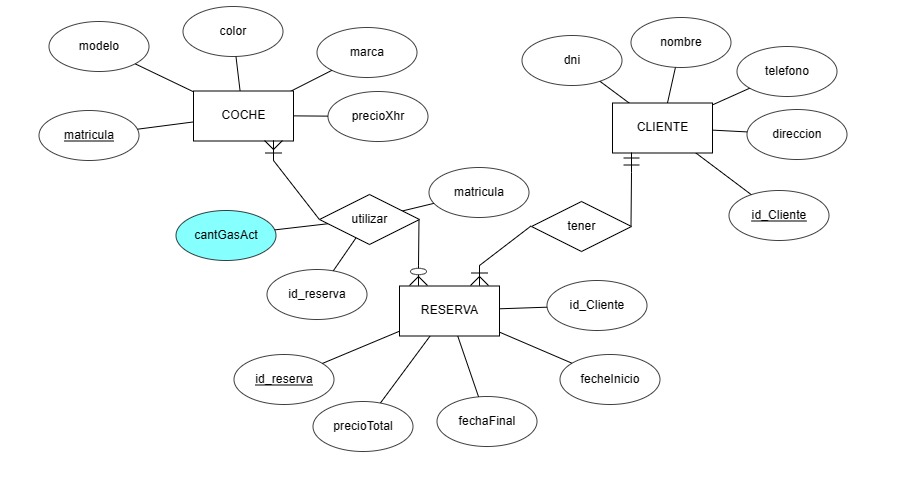 color
modelo
marca
nombre
dni
telefono
COCHE
precioXhr
CLIENTE
matricula
direccion
matricula
id_Cliente
utilizar
tener
cantGasAct
id_reserva
id_Cliente
RESERVA
id_reserva
fecheInicio
precioTotal
fechaFinal